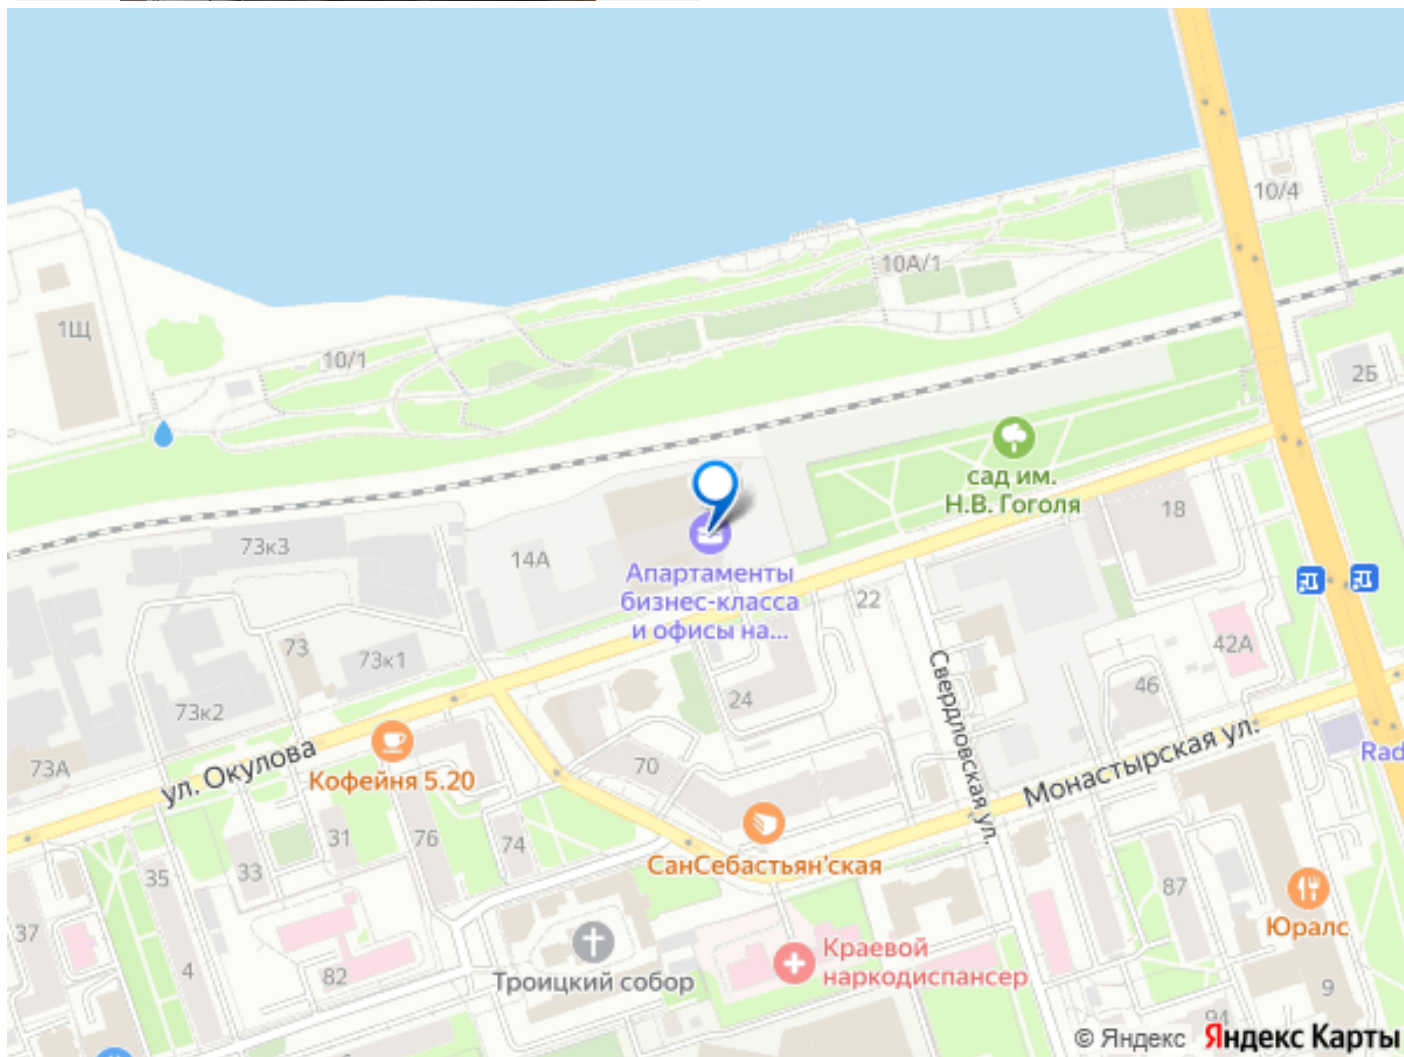 10/4
10А/1
1Щ
10/1
2Б
сад им.
Н.В. Гоголя
18
73к3
14А
Апартаменты
бизнес-класса
и офисы на...
22
73
73к1
42А
46
24
73к2
Свердловская ул.
Монастырская ул.
Rad
73А
ул. Окулова
Кофейня 5.20
70
31
76
74
СанСебастьян'ская
35
33
87
Юралс
37
4
82
Троицкий собор
Краевой
наркодиспансер
9
94
© Яндекс Яндекс Карты